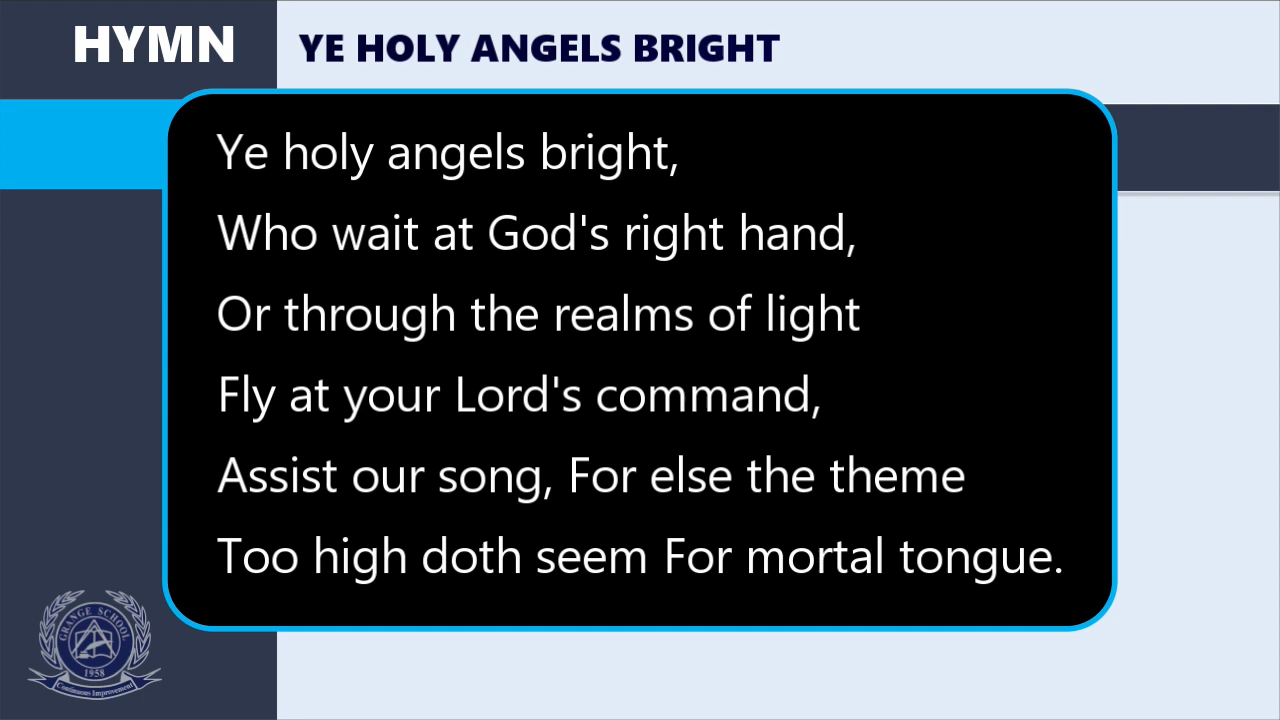 HYMN
YE HOLY ANGELS BRIGHT
Ye holy angels bright,
Who wait at God's right hand,
Or through the realms of light
Fly at your Lord's command,
Assist our song, For else the theme
Too high doth seem For mortal tongue.
GRANGE SCHOOL
1958
Continuous Improvement